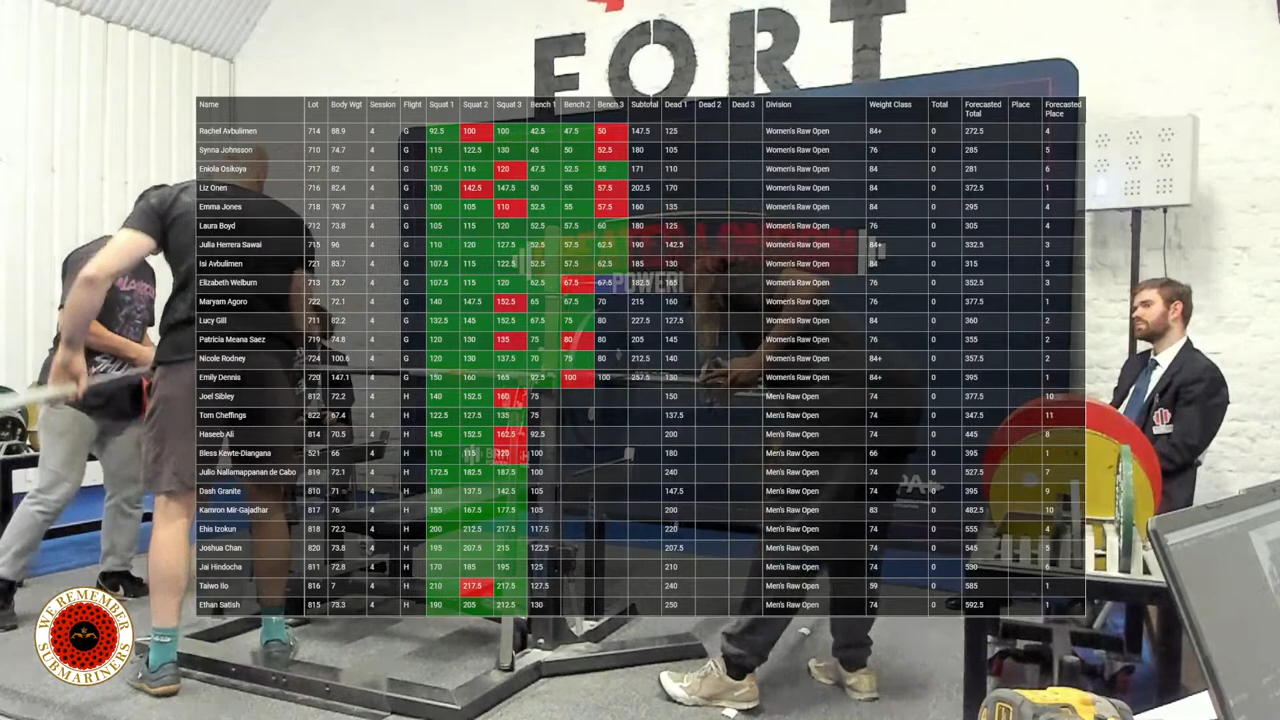 FORT
Name Lot Body Wgt Session Flight Squat 1 Squat 2 Squat 3 Bench 1 Bench 2 Bench 3 Subtotal Dead 1 Dead 2 Dead 3 Division Weight Class Total Forecasted Total Place Forecasted Place
Rachel Avbulimen 714 88.9 4 G 92.5 100 100 42.5 47.5 50 147.5 125 Women's Raw Open 84+ 0 272.5 4
Synna Johnsson 710 74.7 4 G 115 122.5 130 45 50 52.5 180 105 Women's Raw Open 76 0 285 5
Eniola Osikoya 717 82 4 G 107.5 116 120 47.5 52.5 55 171 110 Women's Raw Open 84 0 281 6
Liz Onen 716 82.4 4 G 130 142.5 147.5 50 55 57.5 202.5 170 Women's Raw Open 84 0 372.5 1
Emma Jones 718 79.7 4 G 100 105 110 52.5 55 57.5 160 135 Women's Raw Open 84 0 295 4
Laura Boyd 712 73.8 4 G 105 115 120 52.5 57.5 60 180 125 Women's Raw Open 76 0 305 4
Julia Herrera Sawai 715 96 4 G 110 120 127.5 52.5 57.5 62.5 190 142.5 Women's Raw Open 84+ 0 332.5 3
Isi Avbulimen 721 83.7 4 G 107.5 115 122.5 52.5 57.5 62.5 185 130 Women's Raw Open 84 0 315 3
Elizabeth Welburn 713 73.7 4 G 107.5 115 120 62.5 67.5 67.5 182.5 165 Women's Raw Open 76 0 352.5 3
Maryam Agoro 722 72.1 4 G 140 147.5 152.5 65 67.5 70 215 160 Women's Raw Open 76 0 377.5 1
Lucy Gill 711 82.2 4 G 132.5 145 152.5 67.5 75 80 227.5 127.5 Women's Raw Open 84 0 360 2
Patricia Meana Saez 719 74.8 4 G 120 130 135 75 80 80 205 145 Women's Raw Open 76 0 355 2
Nicole Rodney 724 100.6 4 G 120 130 137.5 70 75 80 212.5 140 Women's Raw Open 84+ 0 357.5 2
Emily Dennis 720 147.1 4 G 150 160 165 92.5 100 100 257.5 130 Women's Raw Open 84+ 0 395 1
Joel Sibley 812 72.2 4 H 140 152.5 160 75 150 Men's Raw Open 74 0 377.5 10
Tom Cheffings 822 67.4 4 H 122.5 127.5 135 75 137.5 Men's Raw Open 74 0 347.5 11
Haseeb Ali 814 70.5 4 H 145 152.5 162.5 92.5 200 Men's Raw Open 74 0 445 8
Bless Kewte-Diangana 521 66 4 H 110 115 120 100 180 Men's Raw Open 66 0 395 1
Julio Nallamappanan de Cabo 819 72.1 4 H 172.5 182.5 187.5 100 240 Men's Raw Open 74 0 527.5 7
Dash Granite 810 71 4 H 130 137.5 142.5 105 147.5 Men's Raw Open 74 0 395 9
Kamron Mir-Gajadhar 817 76 4 H 155 167.5 177.5 105 200 Men's Raw Open 83 0 482.5 10
Ehis Izokun 818 72.2 4 H 200 212.5 217.5 117.5 220 Men's Raw Open 74 0 555 4
Joshua Chan 820 73.8 4 H 195 207.5 215 122.5 207.5 Men's Raw Open 74 0 545 5
Jai Hindocha 811 72.8 4 H 170 185 195 125 210 Men's Raw Open 74 0 530 6
Taiwo Ilo 816 7 4 H 210 217.5 217.5 127.5 240 Men's Raw Open 59 0 585 1
Ethan Satish 815 73.3 4 H 190 205 212.5 130 250 Men's Raw Open 74 0 592.5 1
WE REMEMBER
SUBMARINERS